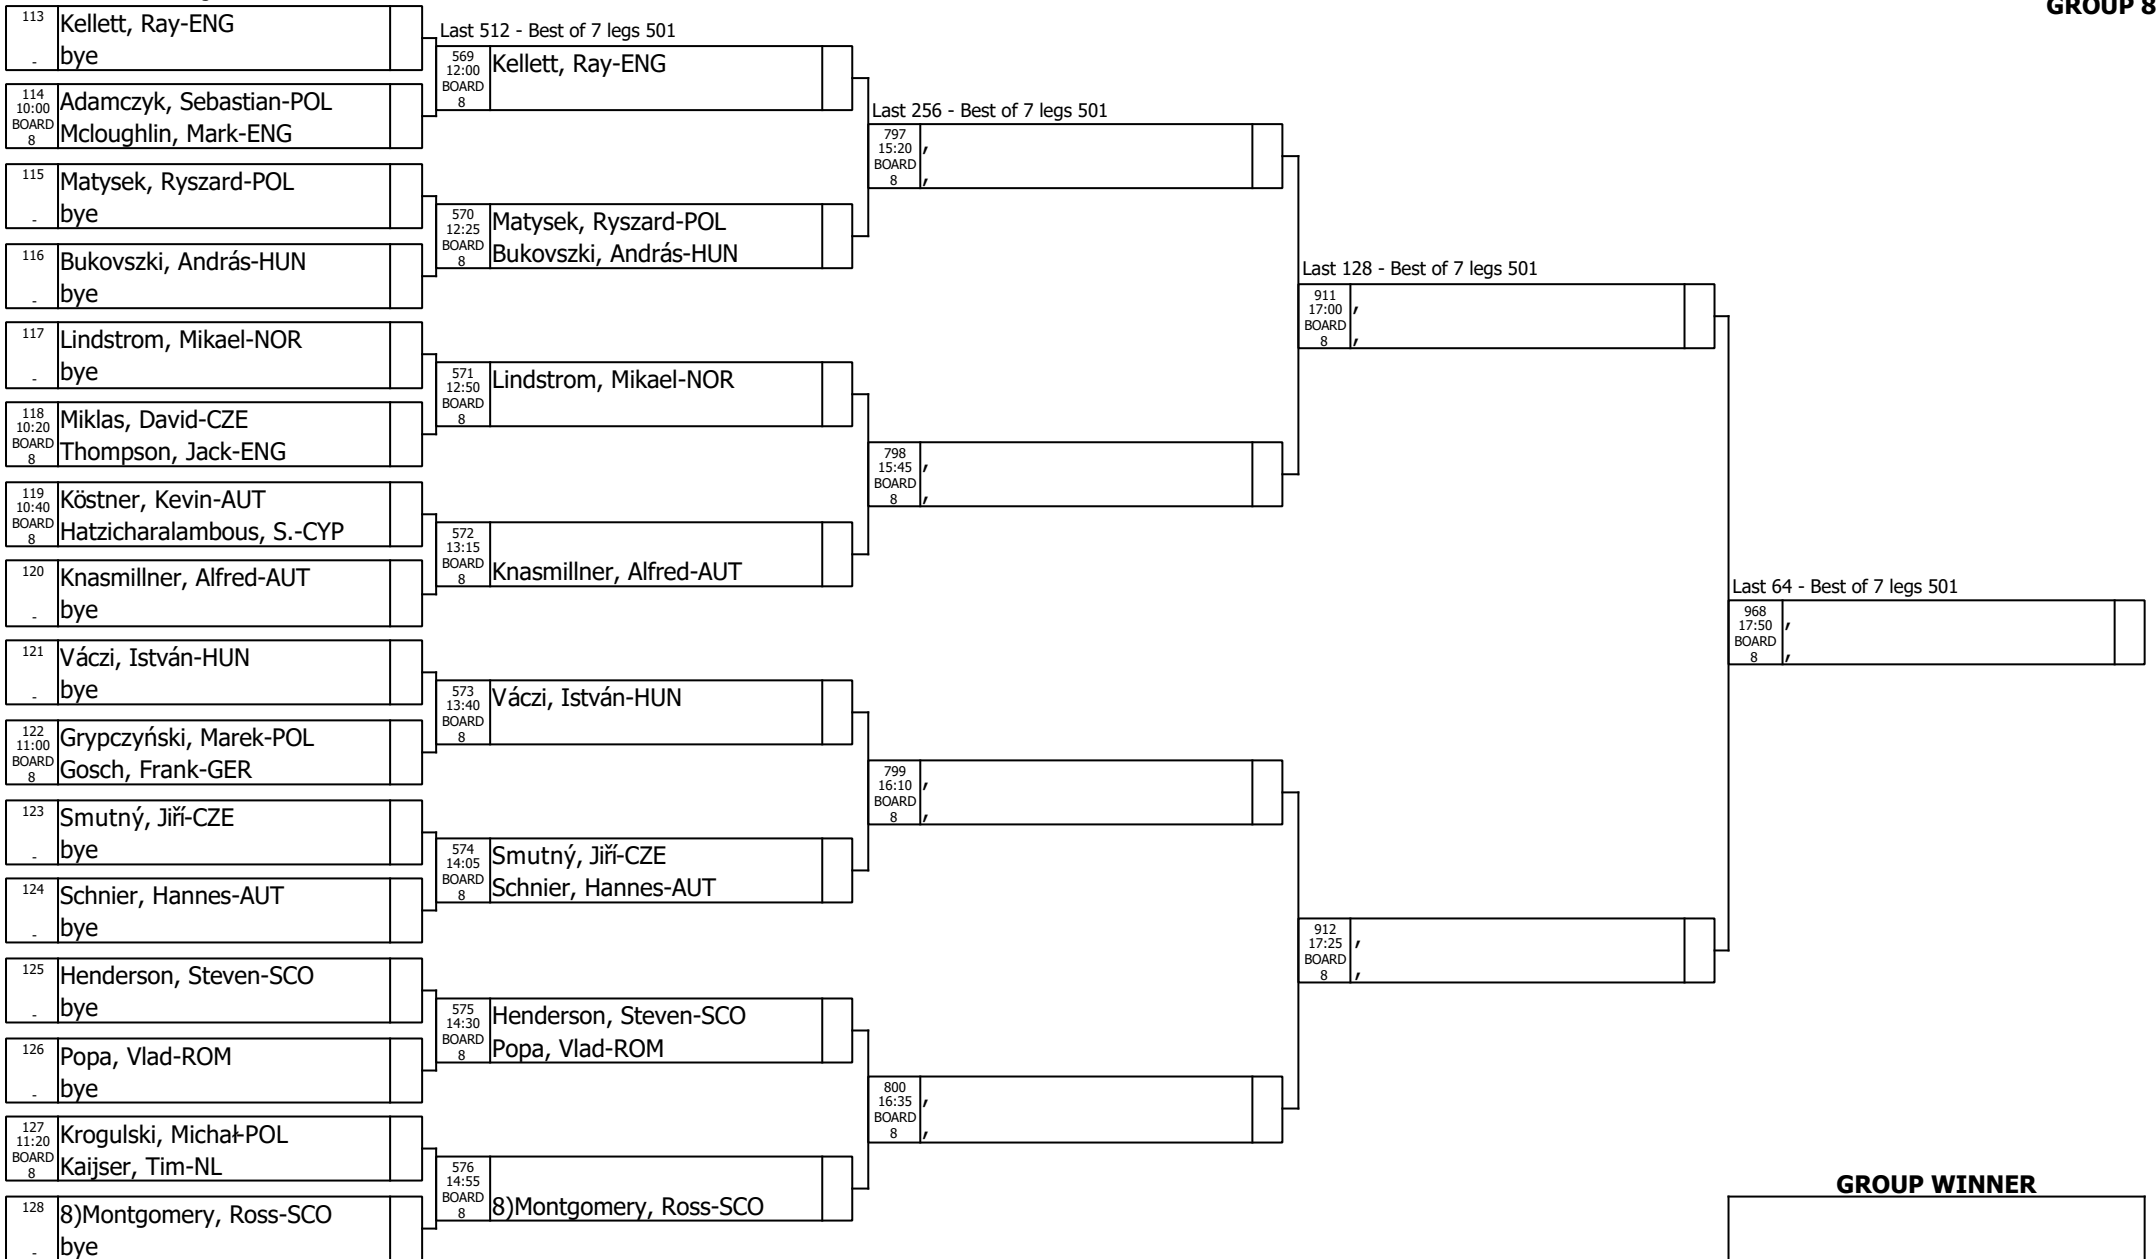 GROUP 8
113
Kellett, Ray-ENG
bye
-
114
10:00
BOARD
8
Adamczyk, Sebastian-POL
Mcloughlin, Mark-ENG
115
Matysek, Ryszard-POL
bye
-
116
Bukovszki, András-HUN
bye
-
117
Lindstrom, Mikael-NOR
bye
-
118
10:20
BOARD
8
Miklas, David-CZE
Thompson, Jack-ENG
119
10:40
BOARD
8
Köstner, Kevin-AUT
Hatzicharalambous, S.-CYP
120
Knasmillner, Alfred-AUT
bye
-
121
Váczi, István-HUN
bye
-
122
11:00
BOARD
8
Grypczyński, Marek-POL
Gosch, Frank-GER
123
Smutný, Jiří-CZE
bye
-
124
Schnier, Hannes-AUT
bye
-
125
Henderson, Steven-SCO
bye
-
126
Popa, Vlad-ROM
bye
-
127
11:20
BOARD
8
Krogulski, Michał-POL
Kaijser, Tim-NL
128
8)Montgomery, Ross-SCO
bye
-
Last 512 - Best of 7 legs 501
569
12:00
BOARD
8
Kellett, Ray-ENG
570
12:25
BOARD
8
Matysek, Ryszard-POL
Bukovszki, András-HUN
571
12:50
BOARD
8
Lindstrom, Mikael-NOR
572
13:15
BOARD
8
Knasmillner, Alfred-AUT
573
13:40
BOARD
8
Váczi, István-HUN
574
14:05
BOARD
8
Smutný, Jiří-CZE
Schnier, Hannes-AUT
575
14:30
BOARD
8
Henderson, Steven-SCO
Popa, Vlad-ROM
576
14:55
BOARD
8
8)Montgomery, Ross-SCO
Last 256 - Best of 7 legs 501
797
15:20
BOARD
8
,
,
798
15:45
BOARD
8
,
,
799
16:10
BOARD
8
,
,
800
16:35
BOARD
8
,
,
Last 128 - Best of 7 legs 501
911
17:00
BOARD
8
,
,
912
17:25
BOARD
8
,
,
Last 64 - Best of 7 legs 501
968
17:50
BOARD
8
,
,
GROUP WINNER